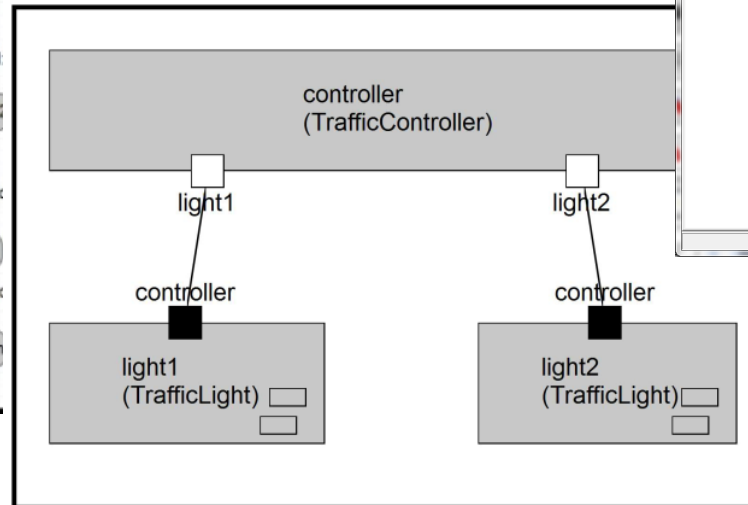 controller
(TrafficController)
light1
light2
controller
controller
light1
(TrafficLight)
light2
(TrafficLight)